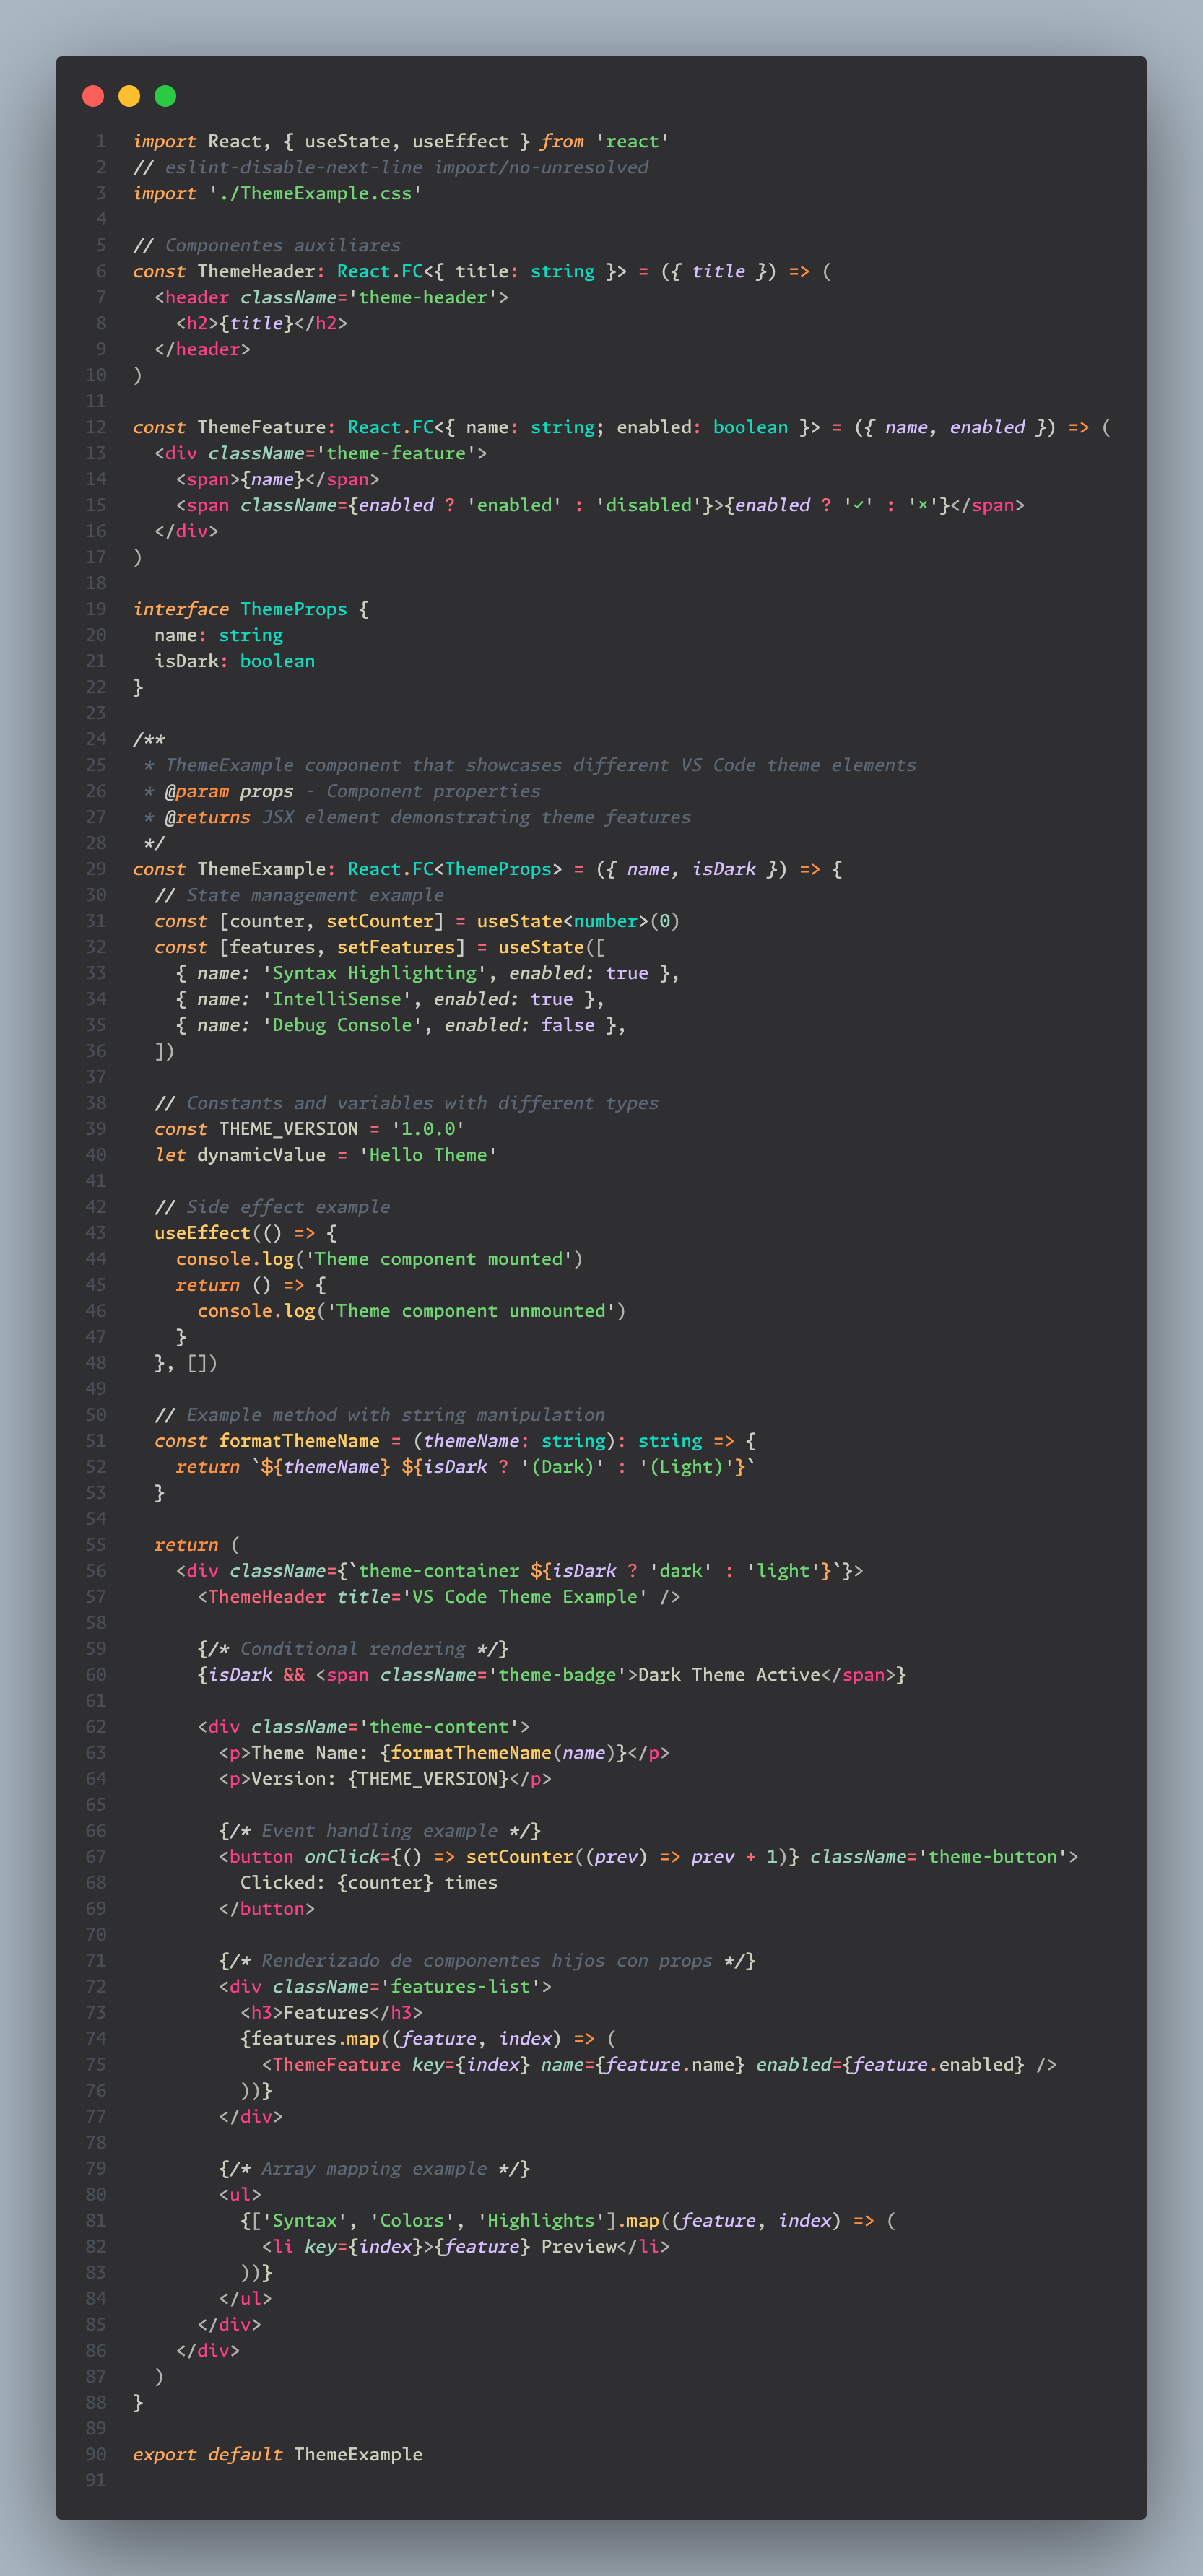 1 import React, { useState, useEffect } from 'react'
2 // eslint-disable-next-line import/no-unresolved
3 import './ThemeExample.css'
4
5 // Componentes auxiliares
6 const ThemeHeader: React.FC<{ title: string }> = ({ title }) => (
7   <header className='theme-header'>
8     <h2>{title}</h2>
9   </header>
10 )
11
12 const ThemeFeature: React.FC<{ name: string; enabled: boolean }> = ({ name, enabled }) => (
13   <div className='theme-feature'>
14     <span>{name}</span>
15     <span className={enabled ? 'enabled' : 'disabled'}>{enabled ? '✓' : '×'}</span>
16   </div>
17 )
18
19 interface ThemeProps {
20   name: string
21   isDark: boolean
22 }
23
24 /**
25  * ThemeExample component that showcases different VS Code theme elements
26  * @param props - Component properties
27  * @returns JSX element demonstrating theme features
28  */
29 const ThemeExample: React.FC<ThemeProps> = ({ name, isDark }) => {
30   // State management example
31   const [counter, setCounter] = useState<number>(0)
32   const [features, setFeatures] = useState([
33     { name: 'Syntax Highlighting', enabled: true },
34     { name: 'IntelliSense', enabled: true },
35     { name: 'Debug Console', enabled: false },
36   ])
37
38   // Constants and variables with different types
39   const THEME_VERSION = '1.0.0'
40   let dynamicValue = 'Hello Theme'
41
42   // Side effect example
43   useEffect(() => {
44     console.log('Theme component mounted')
45     return () => {
46       console.log('Theme component unmounted')
47     }
48   }, [])
49
50   // Example method with string manipulation
51   const formatThemeName = (themeName: string): string => {
52     return `${themeName} ${isDark ? '(Dark)' : '(Light)'}`
53   }
54
55   return (
56     <div className={`theme-container ${isDark ? 'dark' : 'light'}`}>
57       <ThemeHeader title='VS Code Theme Example' />
58
59       {/* Conditional rendering */}
60       {isDark && <span className='theme-badge'>Dark Theme Active</span>}
61
62       <div className='theme-content'>
63         <p>Theme Name: {formatThemeName(name)}</p>
64         <p>Version: {THEME_VERSION}</p>
65
66         {/* Event handling example */}
67         <button onClick={() => setCounter((prev) => prev + 1)} className='theme-button'>
68           Clicked: {counter} times
69         </button>
70
71         {/* Renderizado de componentes hijos con props */}
72         <div className='features-list'>
73           <h3>Features</h3>
74           {features.map((feature, index) => (
75             <ThemeFeature key={index} name={feature.name} enabled={feature.enabled} />
76           ))}
77         </div>
78
79         {/* Array mapping example */}
80         <ul>
81           {['Syntax', 'Colors', 'Highlights'].map((feature, index) => (
82             <li key={index}>{feature} Preview</li>
83           ))}
84         </ul>
85       </div>
86     </div>
87   )
88 }
89
90 export default ThemeExample
91